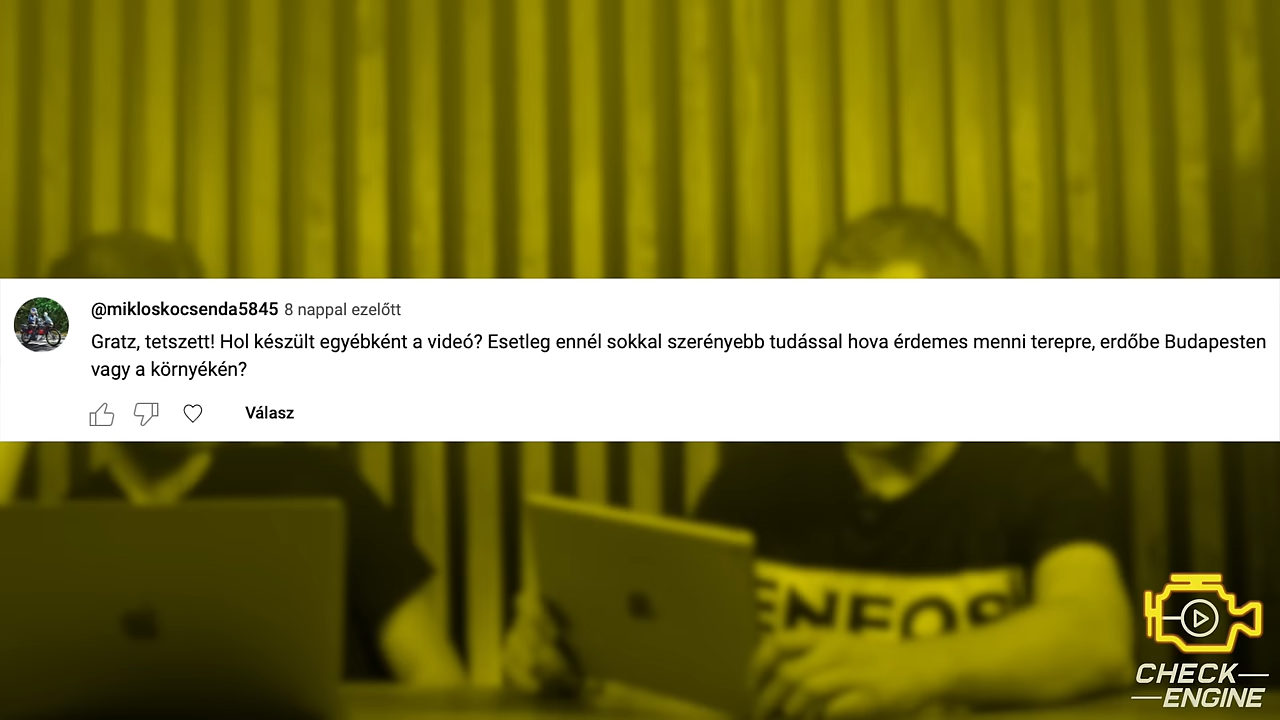 @mikloskocsenda5845 8 nappal ezelőtt
Gratz, tetszett! Hol készült egyébként a videó? Esetleg ennél sokkal szerényebb tudással hova érdemes menni terepre, erdőbe Budapesten
vagy a környékén?
Válasz
ENEOS
CHECK
ENGINE